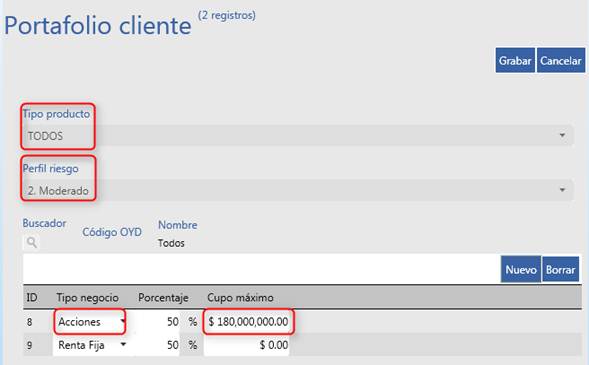 Portafolio cliente (2 registros)
Grabar Cancelar
Tipo producto
TODOS
Perfil riesgo
2. Moderado
Buscador Código OYD Nombre
Todos
Nuevo Borrar
ID Tipo negocio Porcentaje Cupo máximo
8 Acciones 50 % $ 180,000,000.00
9 Renta Fija 50 % $ 0.00